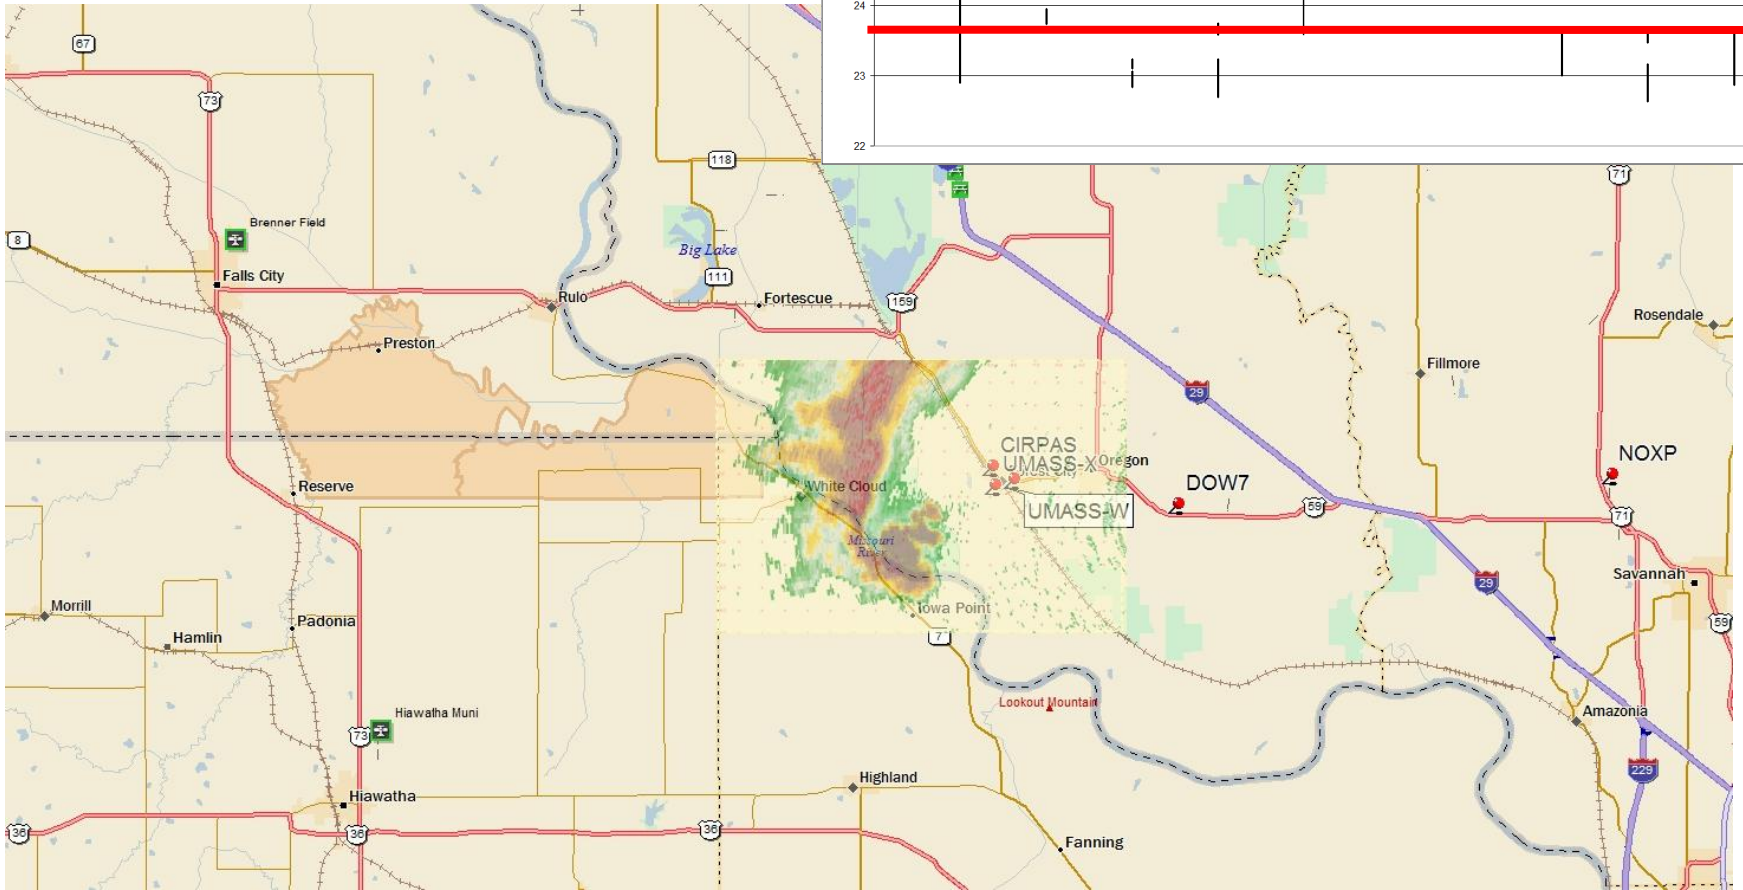 24
23
22
67
73
118
71
Brenner Field
8
Big Lake
111
Falls City
Rulo
Fortescue
159
Rosendale
Preston
Fillmore
29
CIRPAS
UMASS-X
Oregon
NOXP
Reserve
White Cloud
DOW7
UMASS-W
59
71
Missouri
River
Savannah
29
Morrill
Iowa Point
Padonia
59
Hamlin
7
Lookout Mountain
Hiawatha Muni
73
Amazonia
229
Highland
Hiawatha
36
36
36
Fanning